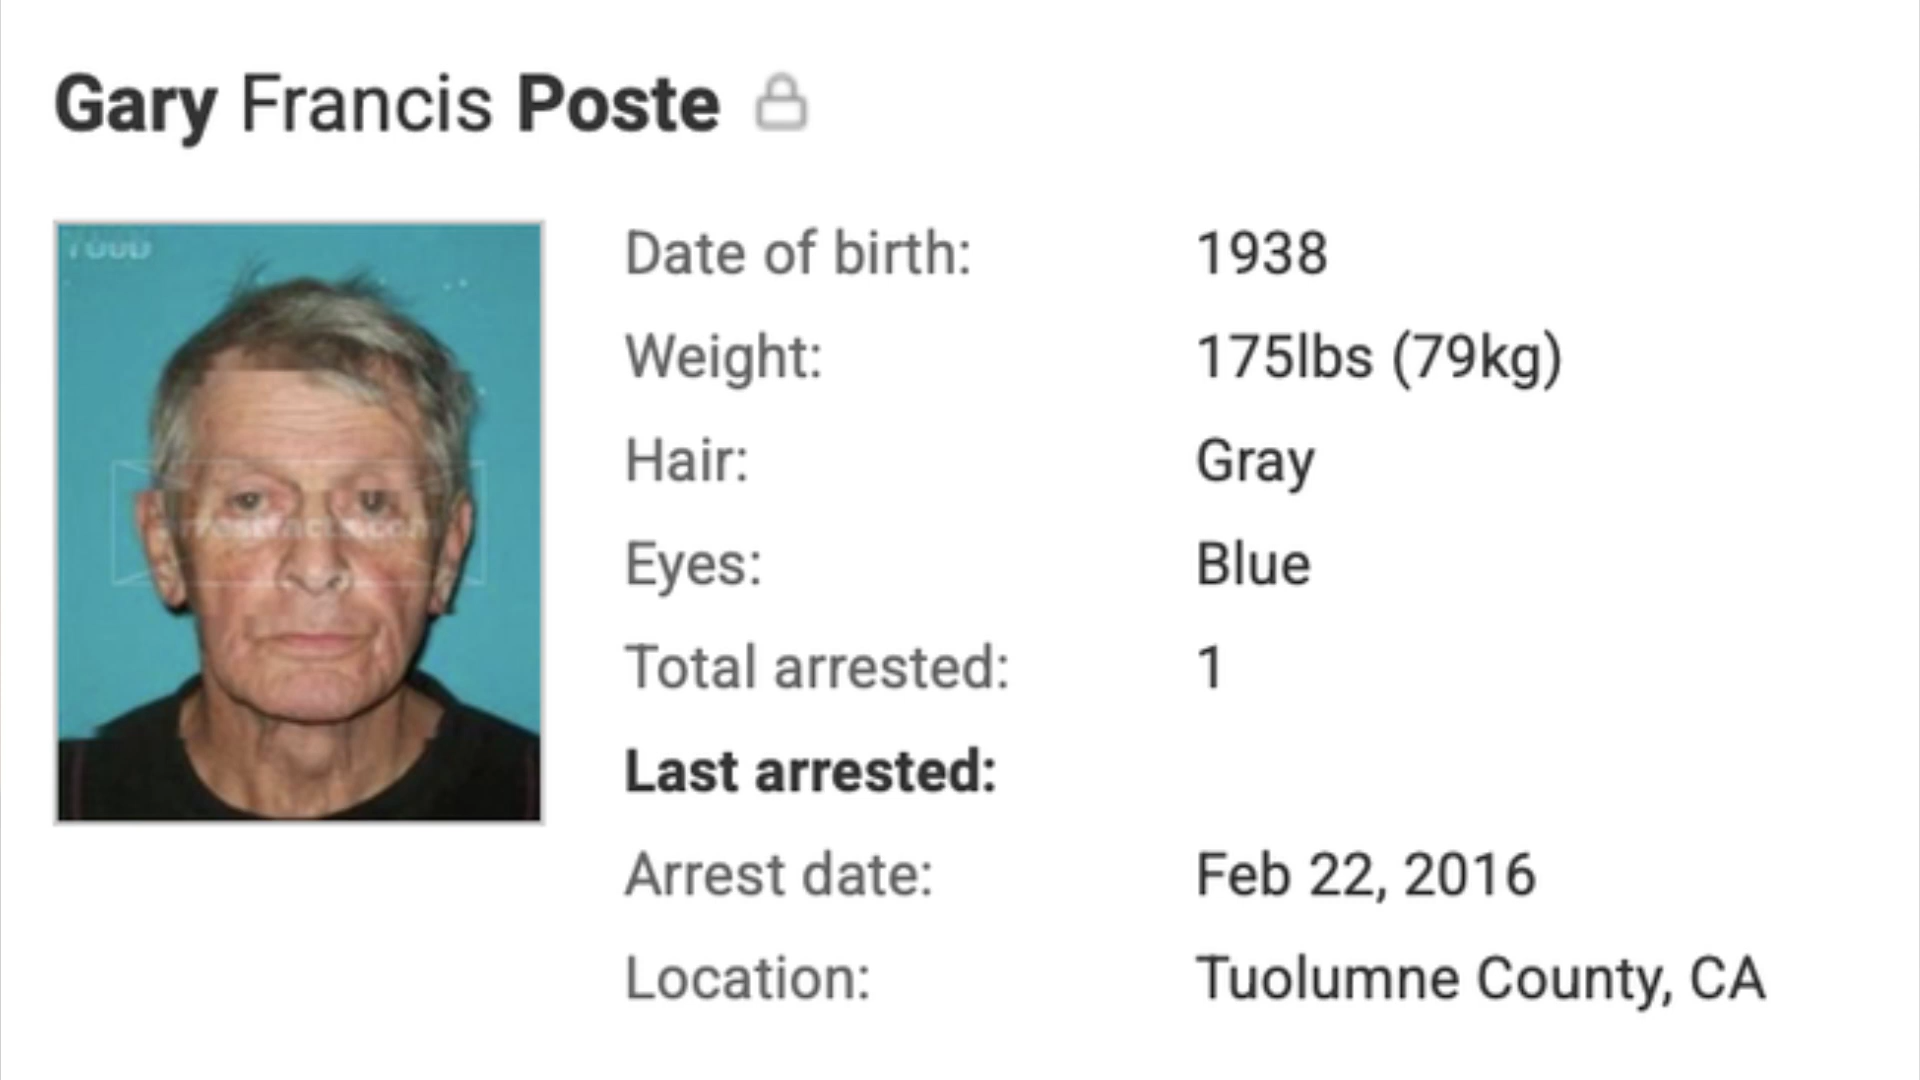 Gary Francis Poste
Date of birth: 1938
Weight: 175lbs (79kg)
Hair: Gray
Eyes: Blue
Total arrested: 1
Last arrested:
Arrest date: Feb 22, 2016
Location: Tuolumne County, CA